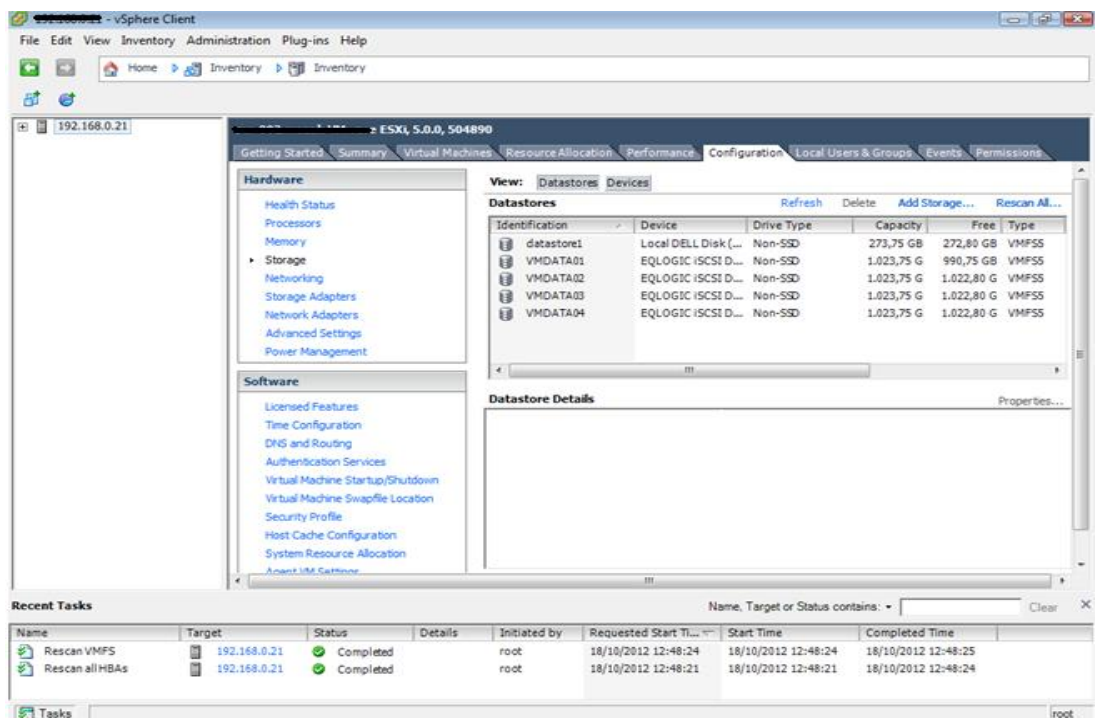 192.168.0.21 - vSphere Client
File Edit View Inventory Administration Plug-ins Help
Home Inventory Inventory
192.168.0.21
ESXi, 5.0.0, 504890
Getting Started Summary Virtual Machines Resource Allocation Performance Configuration Local Users & Groups Events Permissions
Hardware
Health Status
Processors
Memory
Storage
Networking
Storage Adapters
Network Adapters
Advanced Settings
Power Management
Software
Licensed Features
Time Configuration
DNS and Routing
Authentication Services
Virtual Machine Startup/Shutdown
Virtual Machine Swapfile Location
Security Profile
Host Cache Configuration
System Resource Allocation
Agent VM Settings
View: Datastores Devices
Datastores Refresh Delete Add Storage... Rescan All...
Identification Device Drive Type Capacity Free Type
datastore1 Local DELL Disk (... Non-SSD 273,75 GB 272,80 GB VMFS5
VMDATA01 EQLOGIC iSCSI D... Non-SSD 1.023,75 G 990,75 GB VMFS5
VMDATA02 EQLOGIC iSCSI D... Non-SSD 1.023,75 G 1.022,80 G VMFS5
VMDATA03 EQLOGIC iSCSI D... Non-SSD 1.023,75 G 1.022,80 G VMFS5
VMDATA04 EQLOGIC iSCSI D... Non-SSD 1.023,75 G 1.022,80 G VMFS5
Datastore Details Properties...
Recent Tasks Name, Target or Status contains: Clear
Name Target Status Details Initiated by Requested Start Ti... Start Time Completed Time
Rescan VMFS 192.168.0.21 Completed root 18/10/2012 12:48:24 18/10/2012 12:48:24 18/10/2012 12:48:25
Rescan all HBAs 192.168.0.21 Completed root 18/10/2012 12:48:21 18/10/2012 12:48:21 18/10/2012 12:48:24
Tasks root